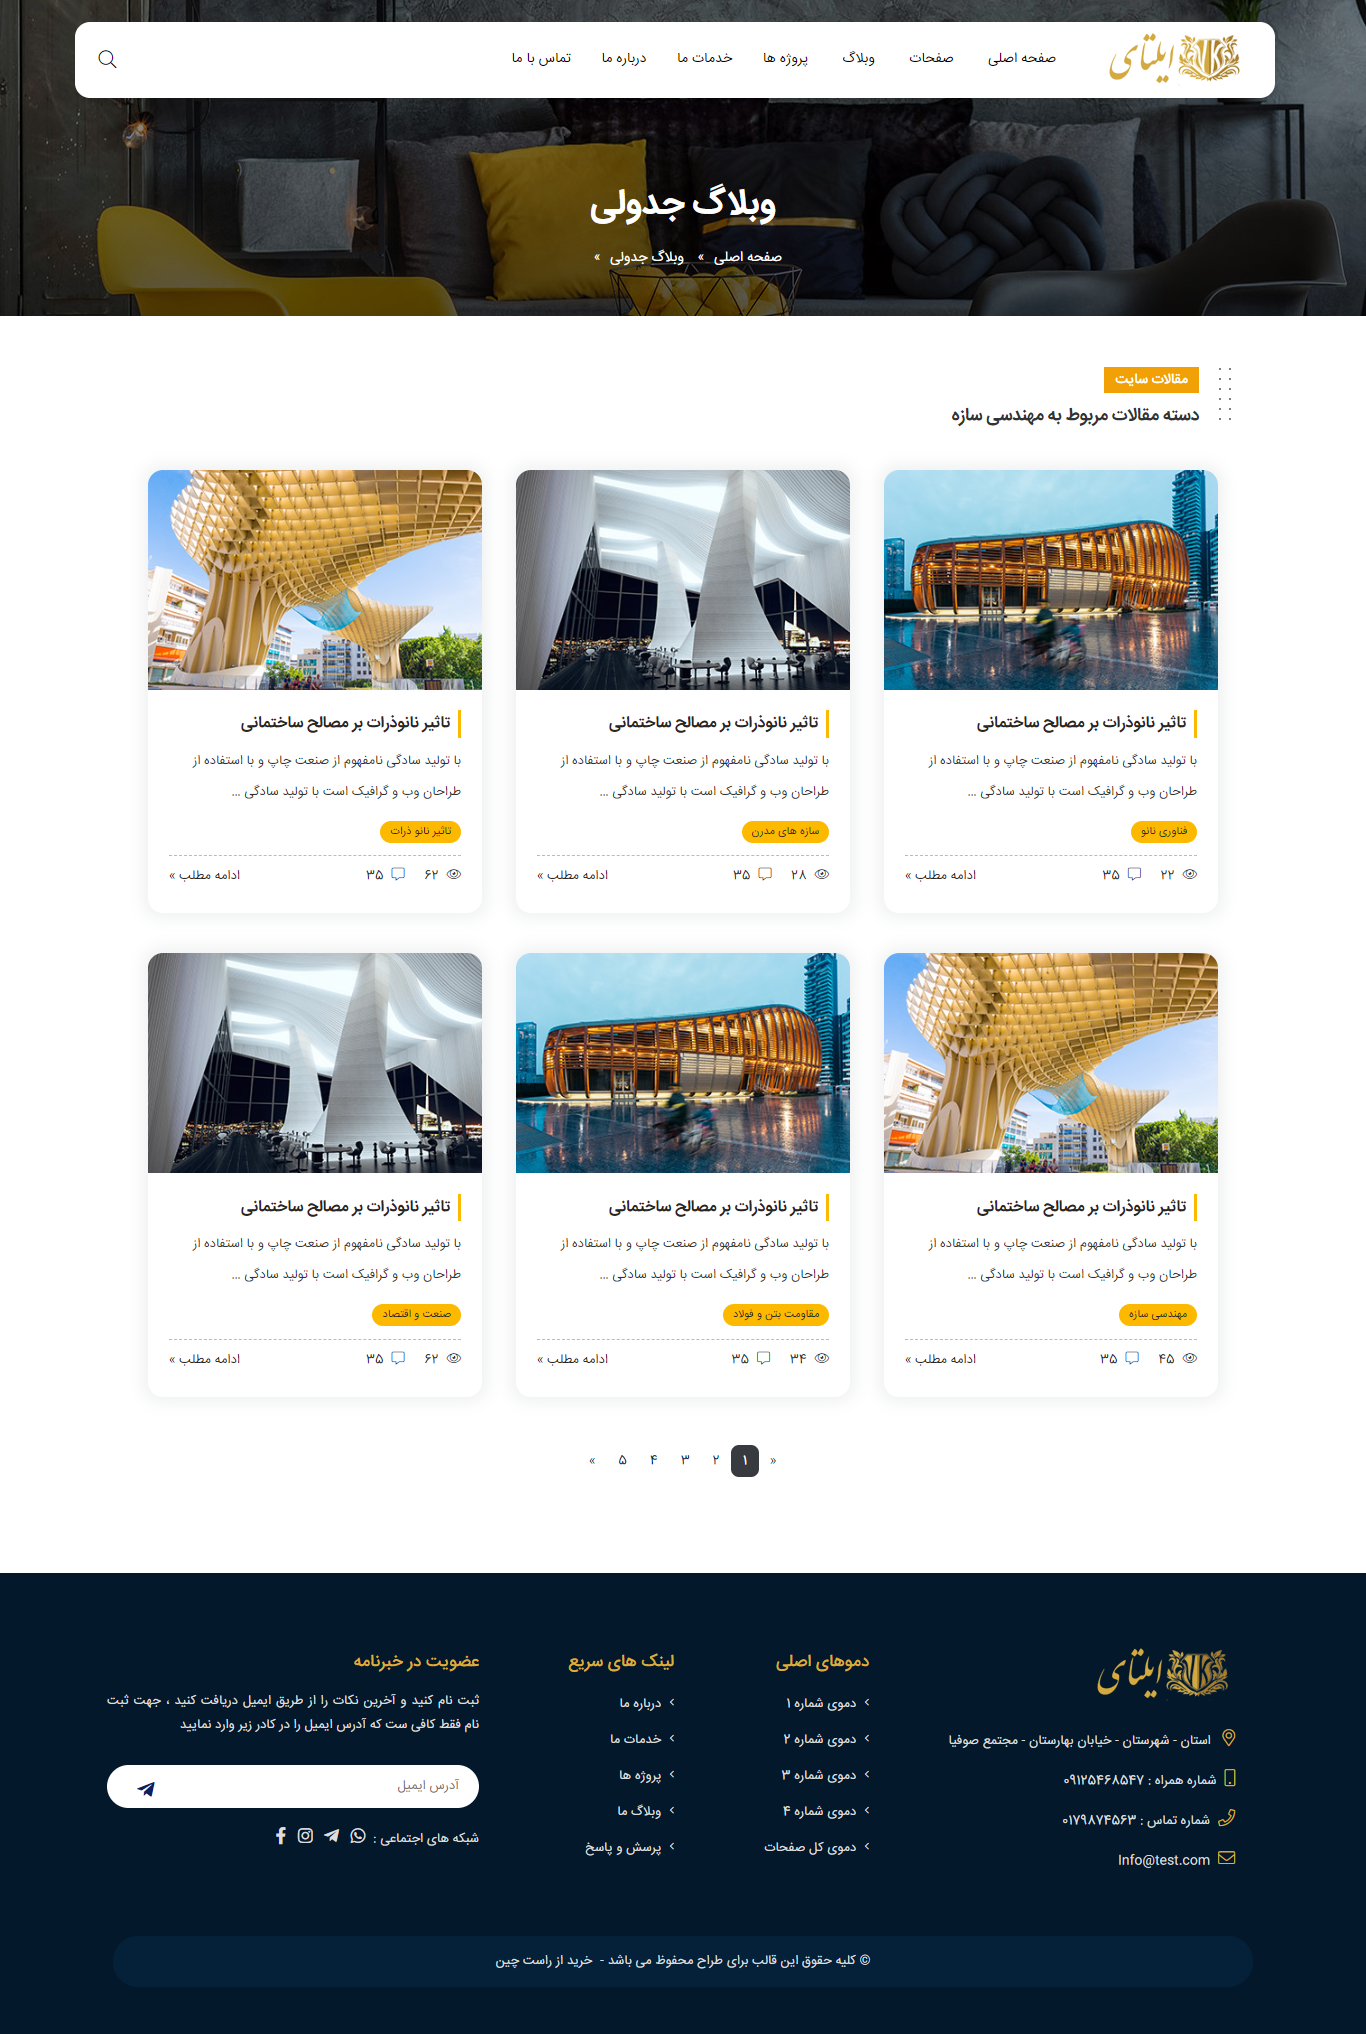 ایلتای
صفحه اصلی
صفحات
وبلاگ
پروژه ها
خدمات ما
درباره ما
تماس با ما
وبلاگ جدولی
صفحه اصلی » وبلاگ جدولی »
مقالات سایت
دسته مقالات مربوط به مهندسی سازه
تاثیر نانوذرات بر مصالح ساختمانی
با تولید سادگی نامفهوم از صنعت چاپ و با استفاده از
طراحان وب و گرافیک است با تولید سادگی ...
فناوری نانو
۲۲ ۳۵ ادامه مطلب »
تاثیر نانوذرات بر مصالح ساختمانی
با تولید سادگی نامفهوم از صنعت چاپ و با استفاده از
طراحان وب و گرافیک است با تولید سادگی ...
سازه های مدرن
۲۸ ۳۵ ادامه مطلب »
تاثیر نانوذرات بر مصالح ساختمانی
با تولید سادگی نامفهوم از صنعت چاپ و با استفاده از
طراحان وب و گرافیک است با تولید سادگی ...
تاثیر نانو ذرات
۶۲ ۳۵ ادامه مطلب »
تاثیر نانوذرات بر مصالح ساختمانی
با تولید سادگی نامفهوم از صنعت چاپ و با استفاده از
طراحان وب و گرافیک است با تولید سادگی ...
مهندسی سازه
۴۵ ۳۵ ادامه مطلب »
تاثیر نانوذرات بر مصالح ساختمانی
با تولید سادگی نامفهوم از صنعت چاپ و با استفاده از
طراحان وب و گرافیک است با تولید سادگی ...
مقاومت بتن و فولاد
۳۴ ۳۵ ادامه مطلب »
تاثیر نانوذرات بر مصالح ساختمانی
با تولید سادگی نامفهوم از صنعت چاپ و با استفاده از
طراحان وب و گرافیک است با تولید سادگی ...
صنعت و اقتصاد
۶۲ ۳۵ ادامه مطلب »
« ۱ ۲ ۳ ۴ ۵ »
ایلتای
استان - شهرستان - خیابان بهارستان - مجتمع صوفیا
شماره همراه : ۰۹۱۲۵۴۶۸۵۴۷
شماره تماس : ۰۱۷۹۸۷۴۵۶۳
Info@test.com
دموهای اصلی
دموی شماره ۱
دموی شماره ۲
دموی شماره ۳
دموی شماره ۴
دموی کل صفحات
لینک های سریع
درباره ما
خدمات ما
پروژه ها
وبلاگ ما
پرسش و پاسخ
عضویت در خبرنامه
ثبت نام کنید و آخرین نکات را از طریق ایمیل دریافت کنید ، جهت ثبت
نام فقط کافی ست که آدرس ایمیل را در کادر زیر وارد نمایید
آدرس ایمیل
شبکه های اجتماعی :
© کلیه حقوق این قالب برای طراح محفوظ می باشد - خرید از راست چین